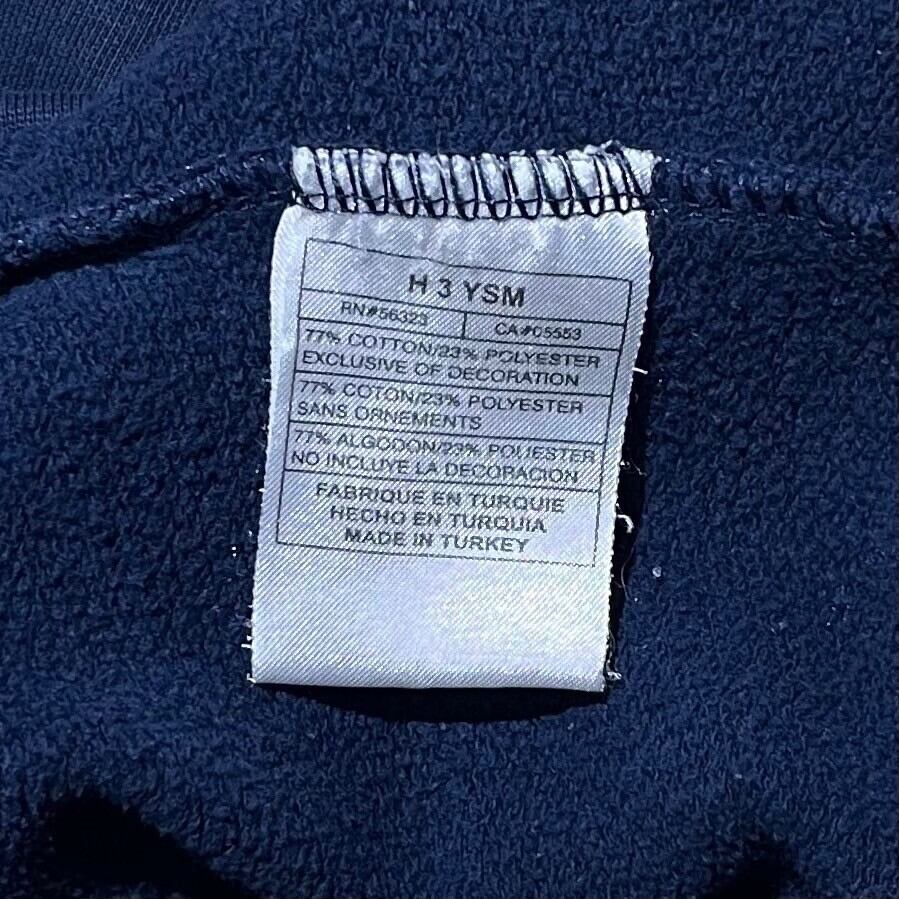 H 3 YSM
RN#56323 CA#05553
77% COTTON/23% POLYESTER
EXCLUSIVE OF DECORATION
77% COTON/23% POLYESTER
SANS ORNEMENTS
77% ALGODON/23% POLIESTER
NO INCLUYE LA DECORACION
FABRIQUE EN TURQUIE
HECHO EN TURQUIA
MADE IN TURKEY